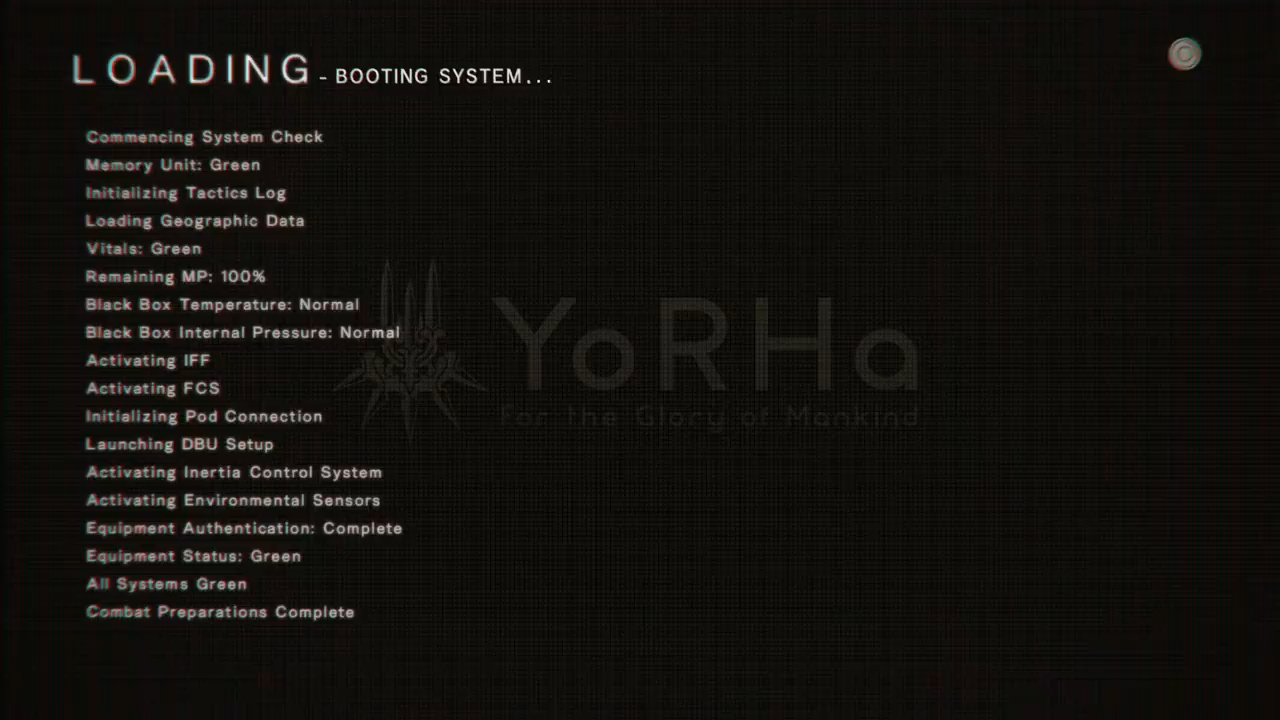 LOADING - BOOTING SYSTEM...
Commencing System Check
Memory Unit: Green
Initializing Tactics Log
Loading Geographic Data
Vitals: Green
Remaining MP: 100%
Black Box Temperature: Normal
Black Box Internal Pressure: Normal
Activating IFF
Activating FCS
Initializing Pod Connection
Launching DBU Setup
Activating Inertia Control System
Activating Environmental Sensors
Equipment Authentication: Complete
Equipment Status: Green
All Systems Green
Combat Preparations Complete
YoRHa
For the Glory of Mankind